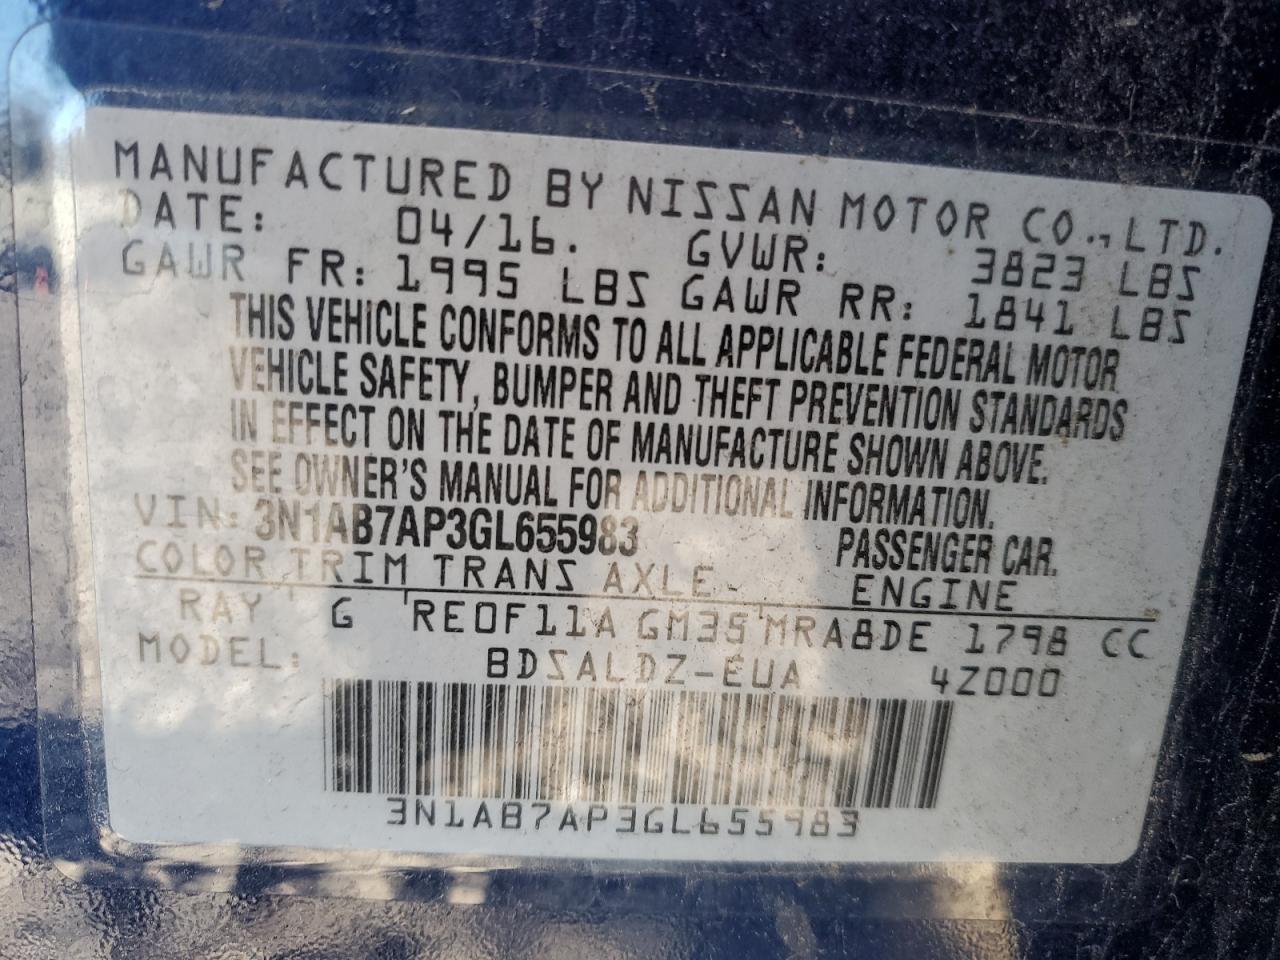 MANUFACTURED BY NISSAN MOTOR CO., LTD.
DATE: 04/16. GVWR: 3823 LBS
GAWR FR: 1995 LBS GAWR RR: 1841 LBS
THIS VEHICLE CONFORMS TO ALL APPLICABLE FEDERAL MOTOR
VEHICLE SAFETY, BUMPER AND THEFT PREVENTION STANDARDS
IN EFFECT ON THE DATE OF MANUFACTURE SHOWN ABOVE.
SEE OWNER'S MANUAL FOR ADDITIONAL INFORMATION.
VIN: 3N1AB7AP3GL655983 PASSENGER CAR.
COLOR TRIM TRANS AXLE ENGINE
RAY G RE0F11A GM38 MRA8DE 1798 CC
MODEL: BDSALDZ-EUA 4Z000
3N1AB7AP3GL655983